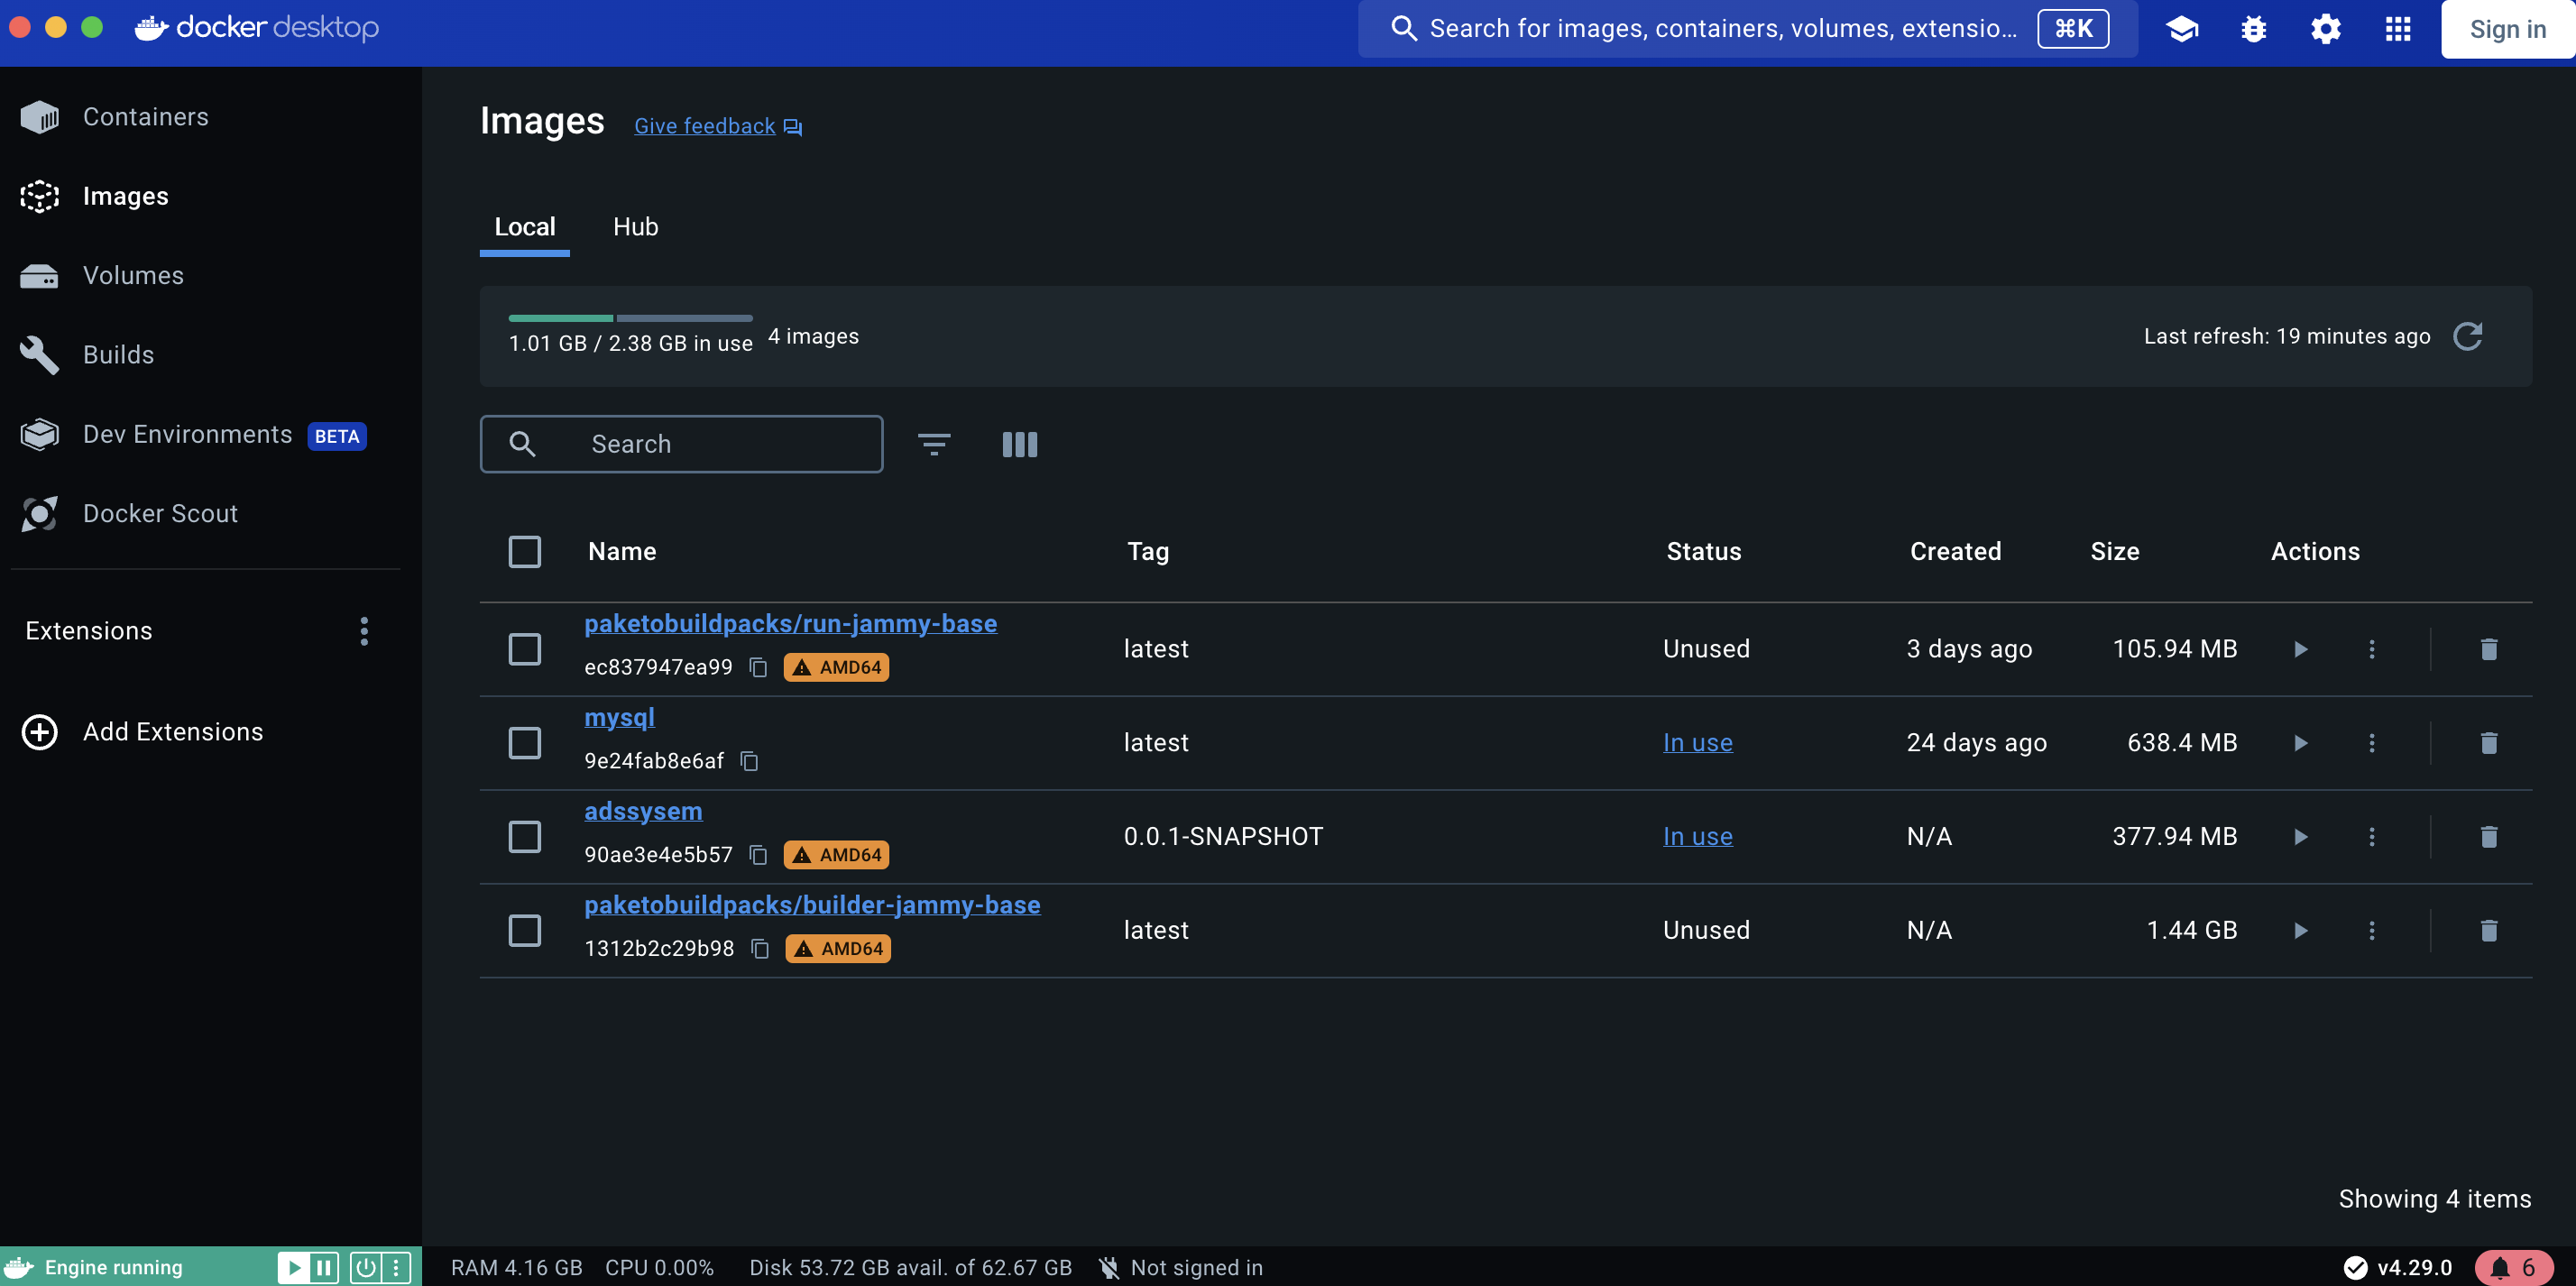 docker desktop
Search for images, containers, volumes, extensio... ⌘K
Sign in
Containers
Images
Volumes
Builds
Dev Environments BETA
Docker Scout
Extensions
Add Extensions
Images Give feedback
Local Hub
1.01 GB / 2.38 GB in use 4 images
Last refresh: 19 minutes ago
Search
Name Tag Status Created Size Actions
paketobuildpacks/run-jammy-base
ec837947ea99 AMD64 latest Unused 3 days ago 105.94 MB
mysql
9e24fab8e6af latest In use 24 days ago 638.4 MB
adssysem
90ae3e4e5b57 AMD64 0.0.1-SNAPSHOT In use N/A 377.94 MB
paketobuildpacks/builder-jammy-base
1312b2c29b98 AMD64 latest Unused N/A 1.44 GB
Showing 4 items
Engine running
RAM 4.16 GB CPU 0.00% Disk 53.72 GB avail. of 62.67 GB Not signed in
v4.29.0 6